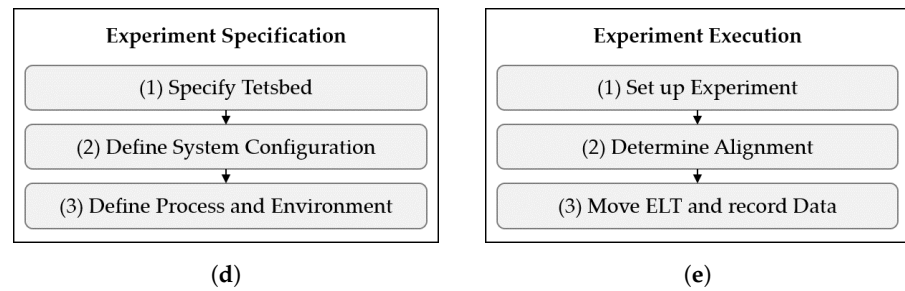 Experiment Specification
(1) Specify Tetsbed
(2) Define System Configuration
(3) Define Process and Environment
(d)
Experiment Execution
(1) Set up Experiment
(2) Determine Alignment
(3) Move ELT and record Data
(e)